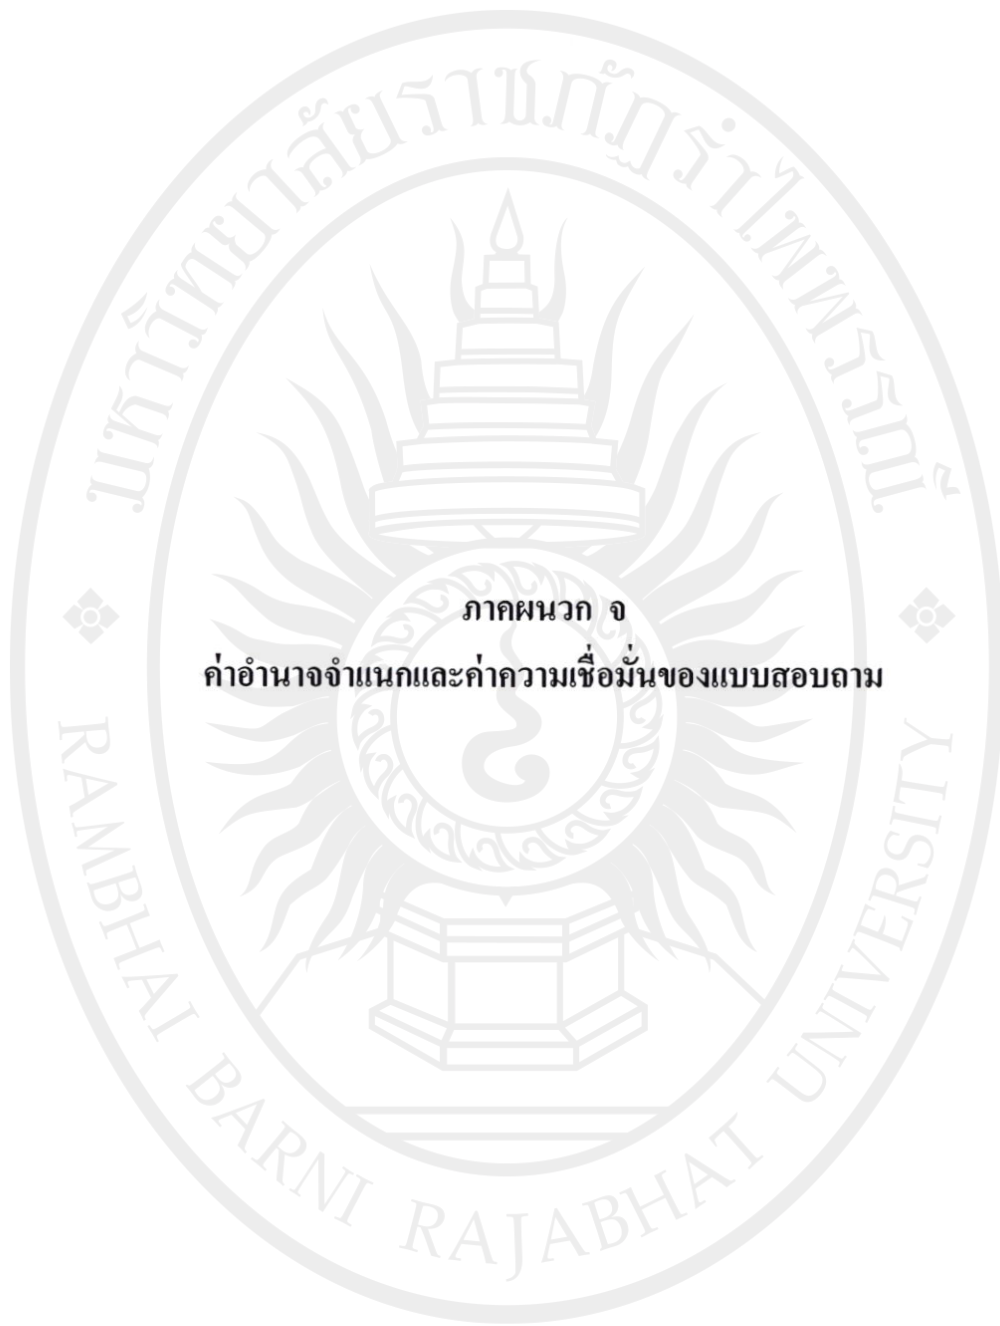 มหาวิทยาลัยราชภัฏรำไพพรรณี
ภาคผนวก จ
ค่าอำนาจจำแนกและค่าความเชื่อมั่นของแบบสอบถาม
RAMBHAI BARNI RAJABHAT UNIVERSITY